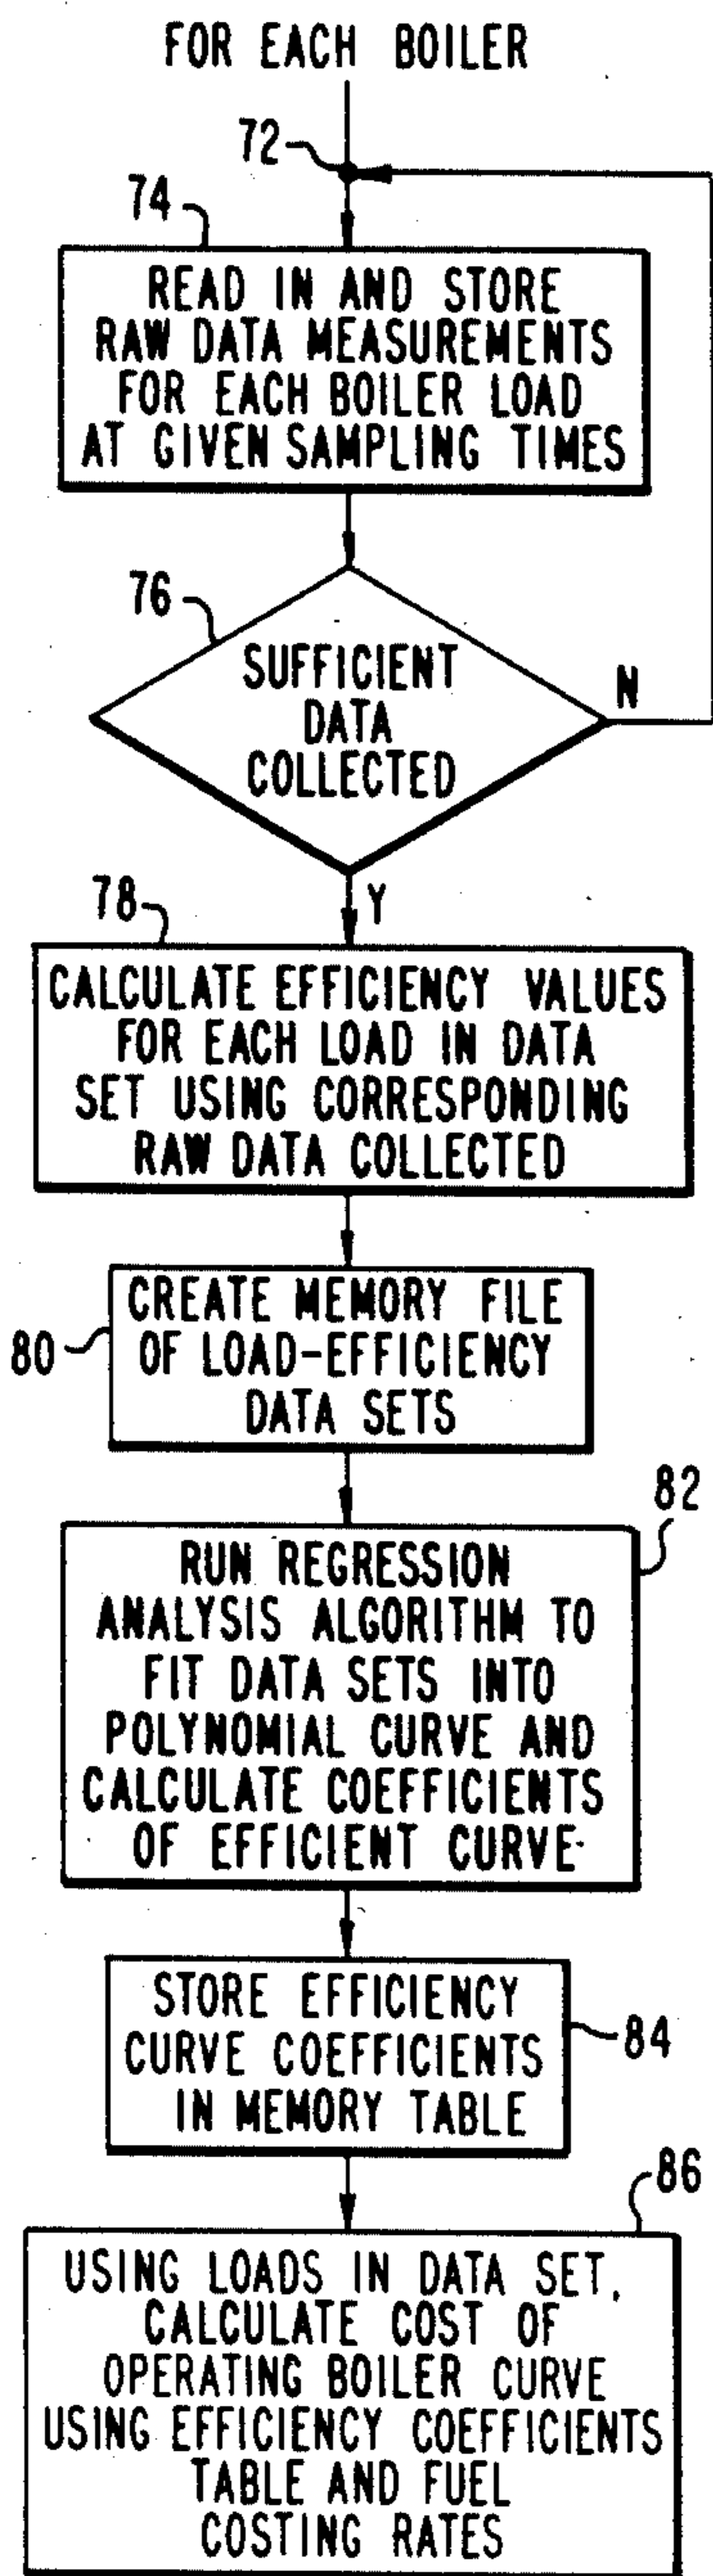 FOR EACH BOILER
72
74
READ IN AND STORE
RAW DATA MEASUREMENTS
FOR EACH BOILER LOAD
AT GIVEN SAMPLING TIMES
76
SUFFICIENT
DATA
COLLECTED
N
Y
78
CALCULATE EFFICIENCY VALUES
FOR EACH LOAD IN DATA
SET USING CORRESPONDING
RAW DATA COLLECTED
80
CREATE MEMORY FILE
OF LOAD-EFFICIENCY
DATA SETS
82
RUN REGRESSION
ANALYSIS ALGORITHM TO
FIT DATA SETS INTO
POLYNOMIAL CURVE AND
CALCULATE COEFFICIENTS
OF EFFICIENT CURVE
84
STORE EFFICIENCY
CURVE COEFFICIENTS
IN MEMORY TABLE
86
USING LOADS IN DATA SET,
CALCULATE COST OF
OPERATING BOILER CURVE
USING EFFICIENCY COEFFICIENTS
TABLE AND FUEL
COSTING RATES